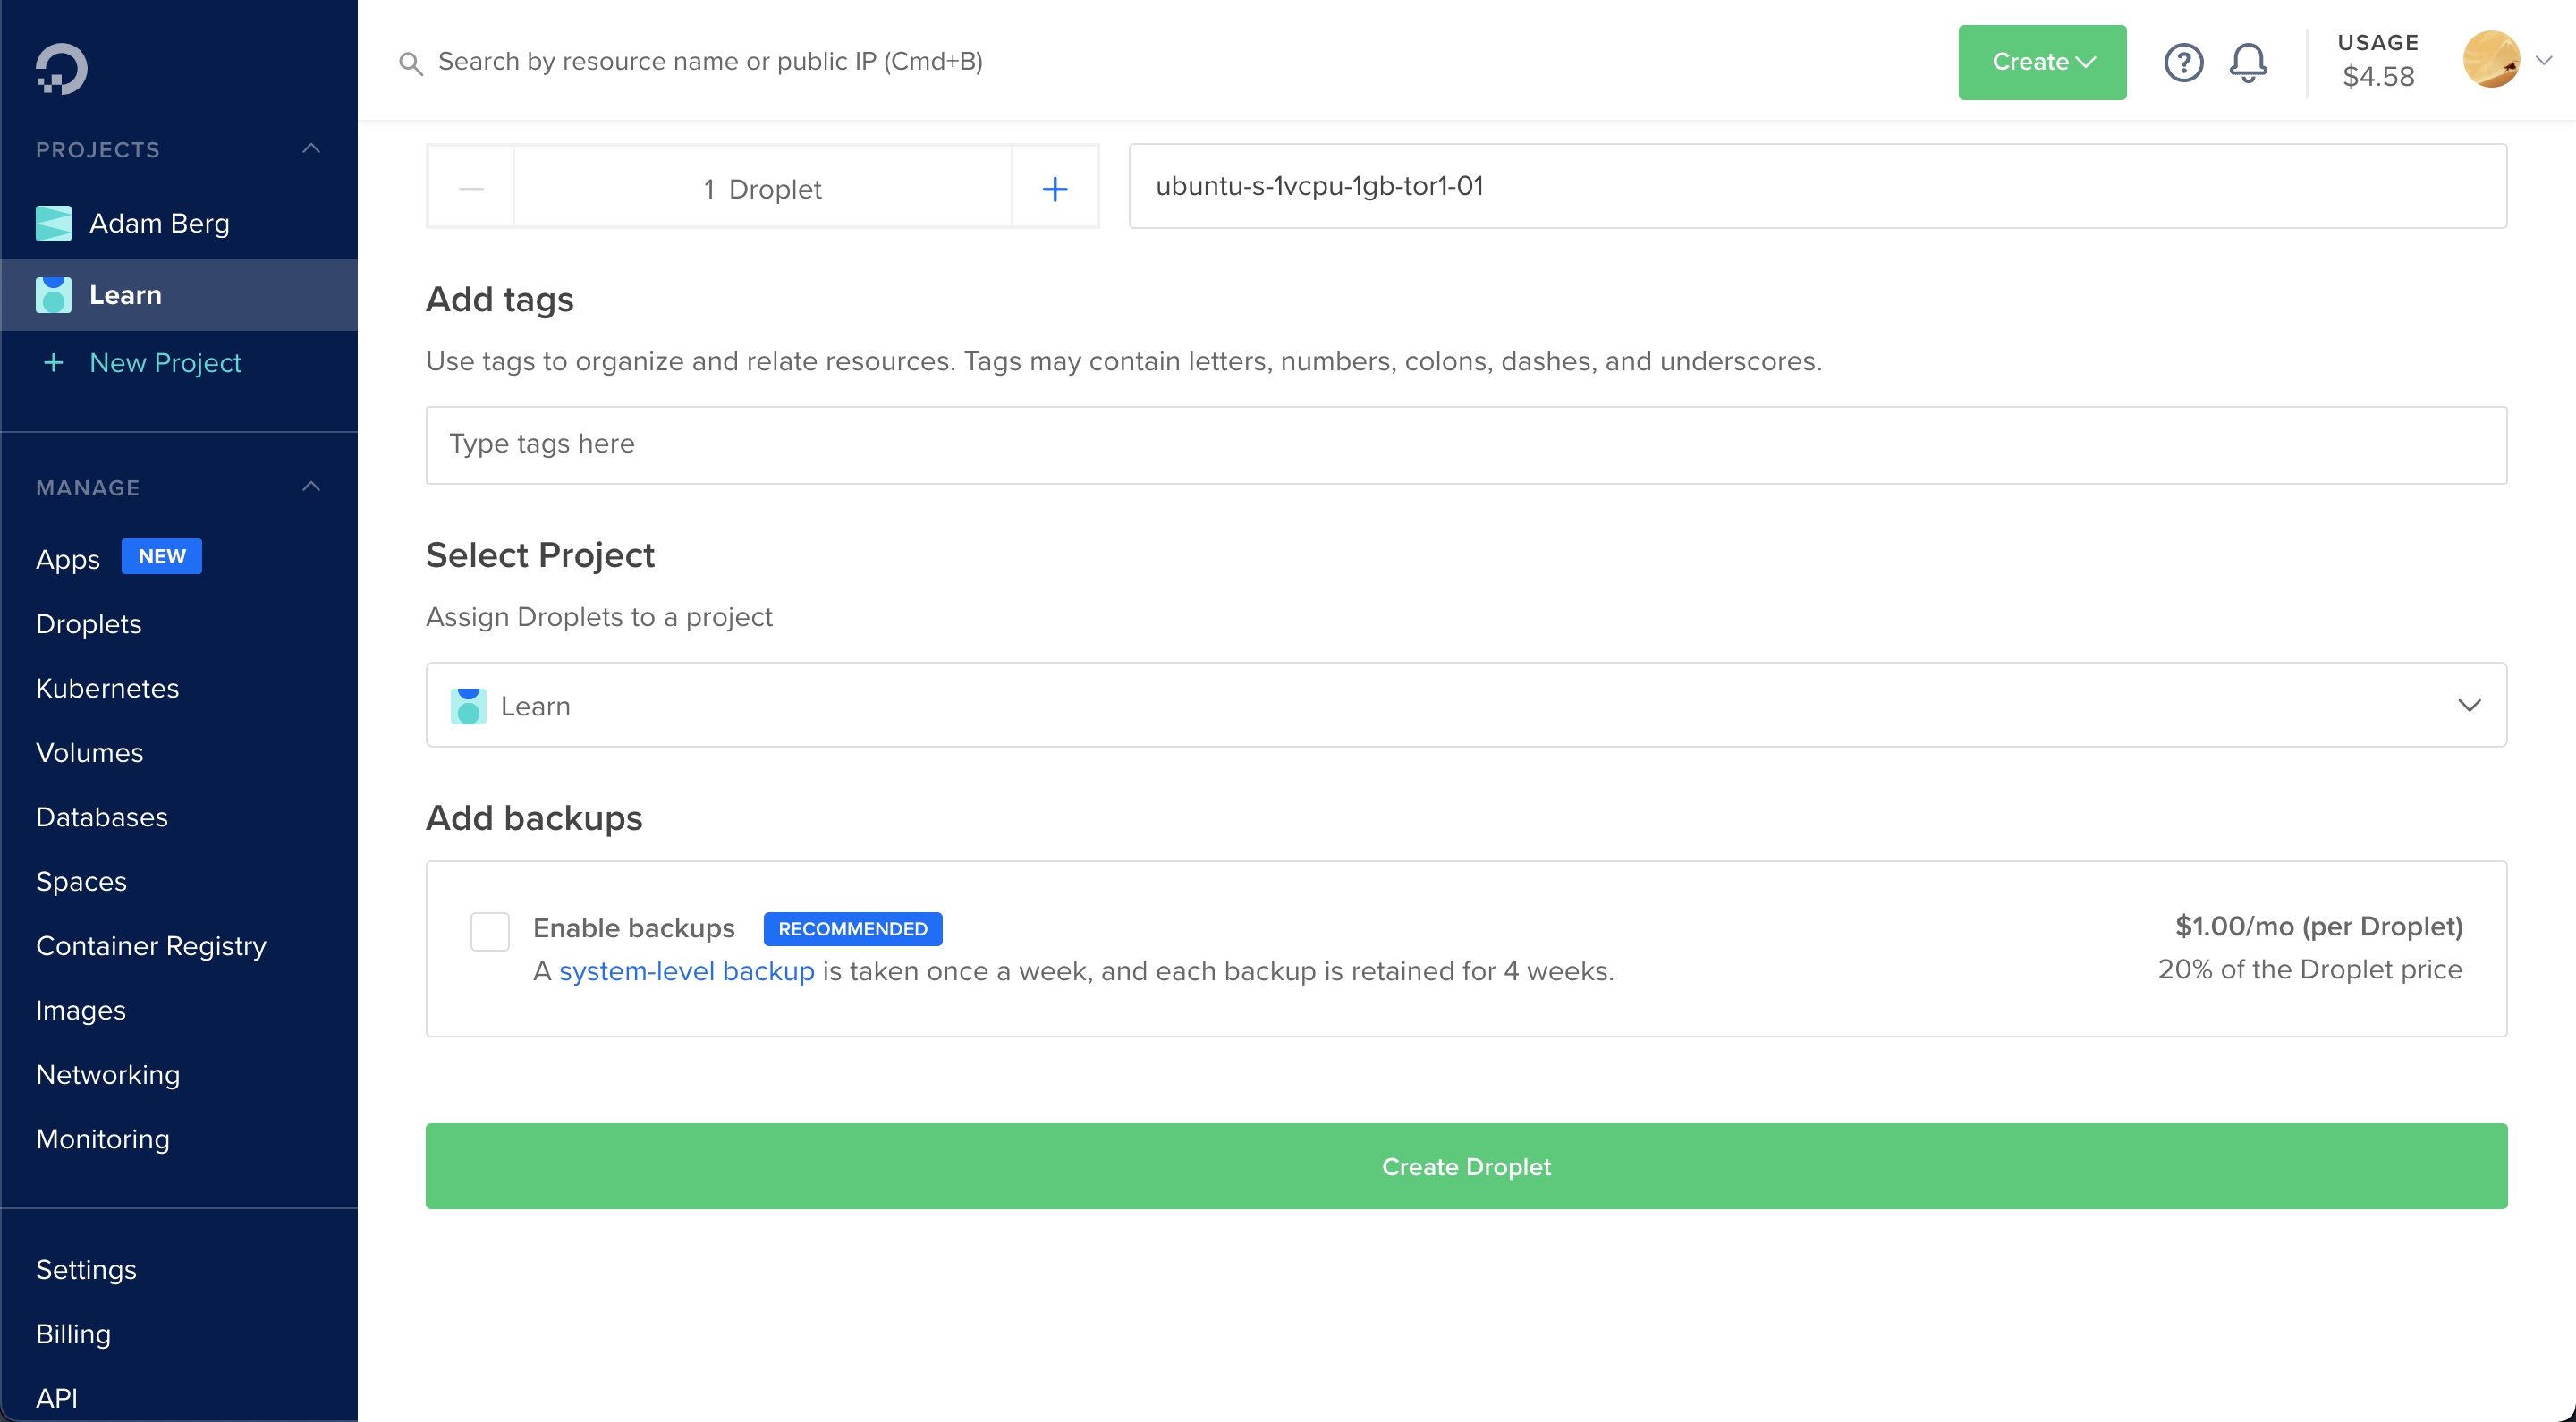 Search by resource name or public IP (Cmd+B)
Create
?
USAGE
$4.58
PROJECTS
Adam Berg
Learn
+ New Project
MANAGE
Apps NEW
Droplets
Kubernetes
Volumes
Databases
Spaces
Container Registry
Images
Networking
Monitoring
Settings
Billing
API
1 Droplet
ubuntu-s-1vcpu-1gb-tor1-01
Add tags
Use tags to organize and relate resources. Tags may contain letters, numbers, colons, dashes, and underscores.
Type tags here
Select Project
Assign Droplets to a project
Learn
Add backups
Enable backups RECOMMENDED
A system-level backup is taken once a week, and each backup is retained for 4 weeks.
$1.00/mo (per Droplet)
20% of the Droplet price
Create Droplet